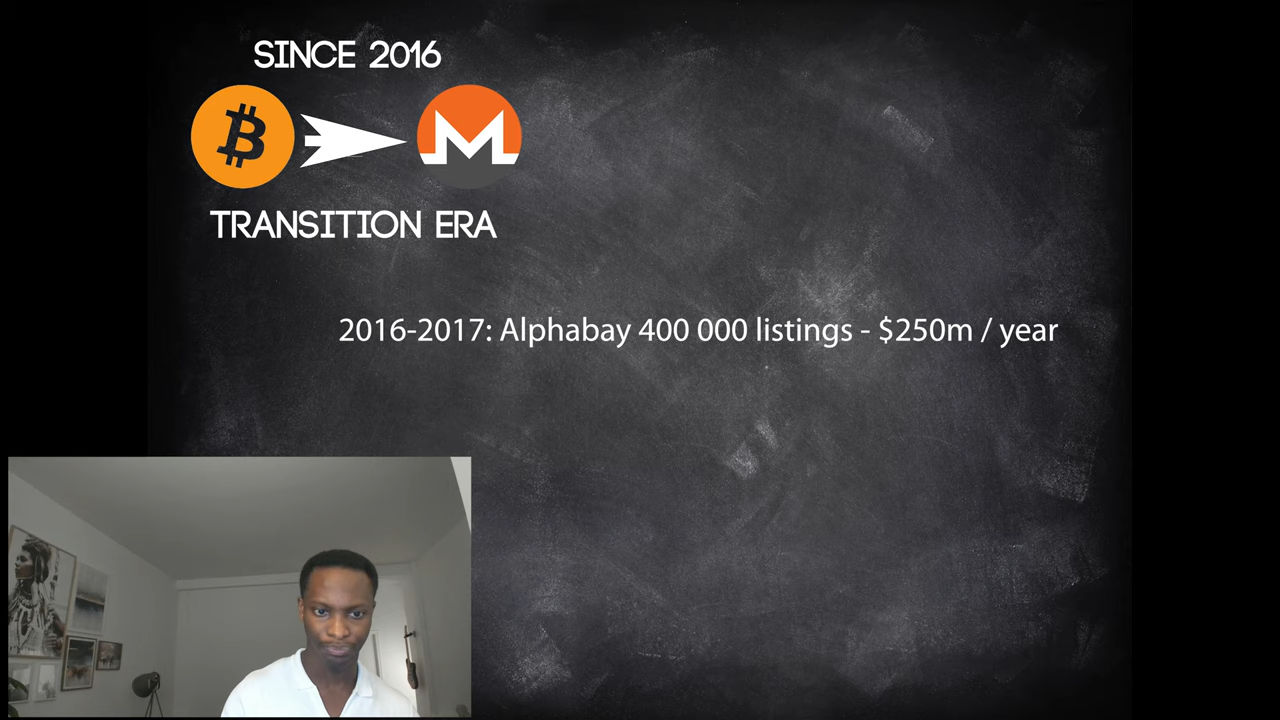 SINCE 2016
TRANSITION ERA
2016-2017: Alphabay 400 000 listings - $250m / year